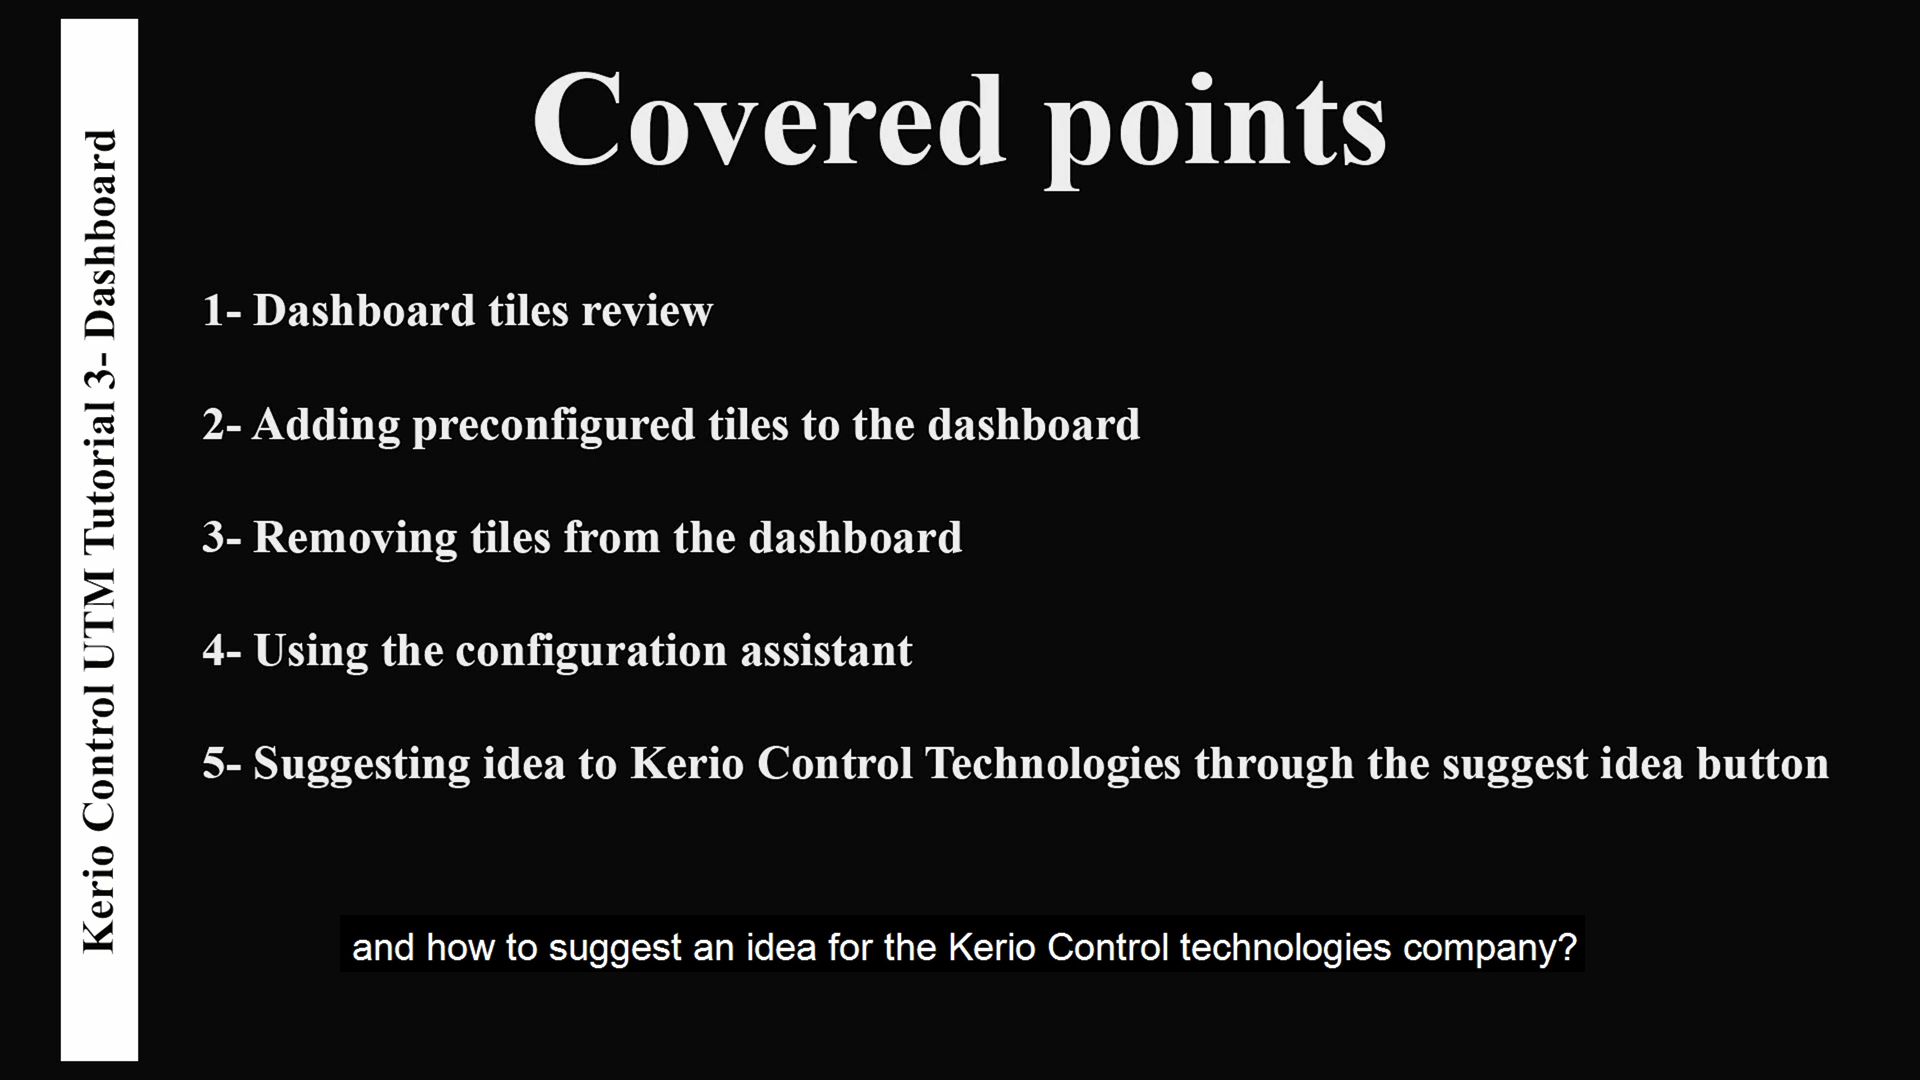 Kerio Control UTM Tutorial 3- Dashboard
Covered points
1- Dashboard tiles review
2- Adding preconfigured tiles to the dashboard
3- Removing tiles from the dashboard
4- Using the configuration assistant
5- Suggesting idea to Kerio Control Technologies through the suggest idea button
and how to suggest an idea for the Kerio Control technologies company?